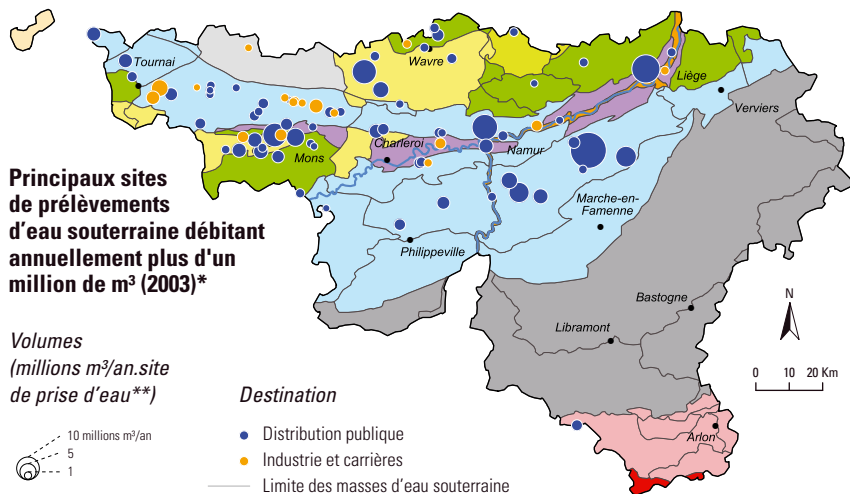 Tournai
Wavre
Liège
Verviers
Mons
Charleroi
Namur
Marche-en-
Famenne
Philippeville
Bastogne
Libramont
Arlon
Principaux sites
de prélèvements
d'eau souterraine débitant
annuellement plus d'un
million de m³ (2003)*
Volumes
(millions m³/an.site
de prise d'eau**)
10 millions m³/an
5
1
Destination
Distribution publique
Industrie et carrières
Limite des masses d'eau souterraine
N
0 10 20 Km